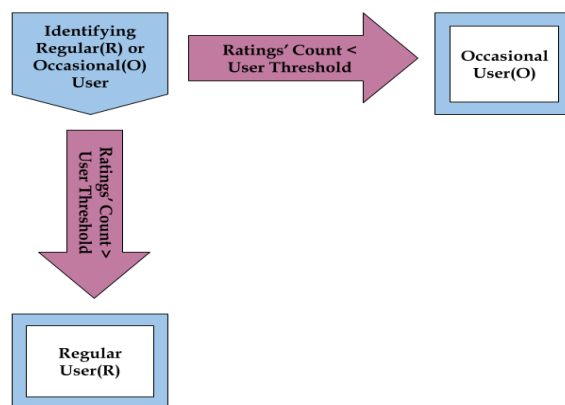 Identifying
Regular(R) or
Occasional(O)
User
Ratings’ Count <
User Threshold
Occasional
User(O)
Ratings’ Count >
User Threshold
Regular
User(R)